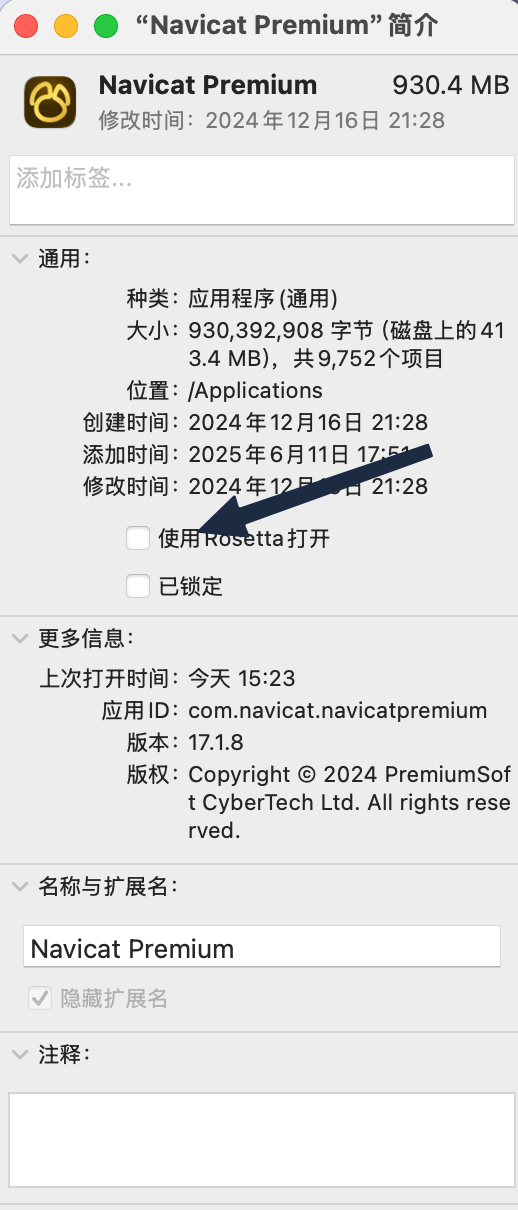 “Navicat Premium”简介
Navicat Premium 930.4 MB
修改时间：2024年12月16日 21:28
添加标签...
通用：
种类：应用程序(通用)
大小：930,392,908 字节 (磁盘上的41
3.4 MB)，共9,752个项目
位置：/Applications
创建时间：2024年12月16日 21:28
添加时间：2025年6月11日 17:51
修改时间：2024年12月16日 21:28
使用Rosetta打开
已锁定
更多信息：
上次打开时间：今天 15:23
应用ID：com.navicat.navicatpremium
版本：17.1.8
版权：Copyright © 2024 PremiumSof
t CyberTech Ltd. All rights rese
rved.
名称与扩展名：
Navicat Premium
隐藏扩展名
注释：